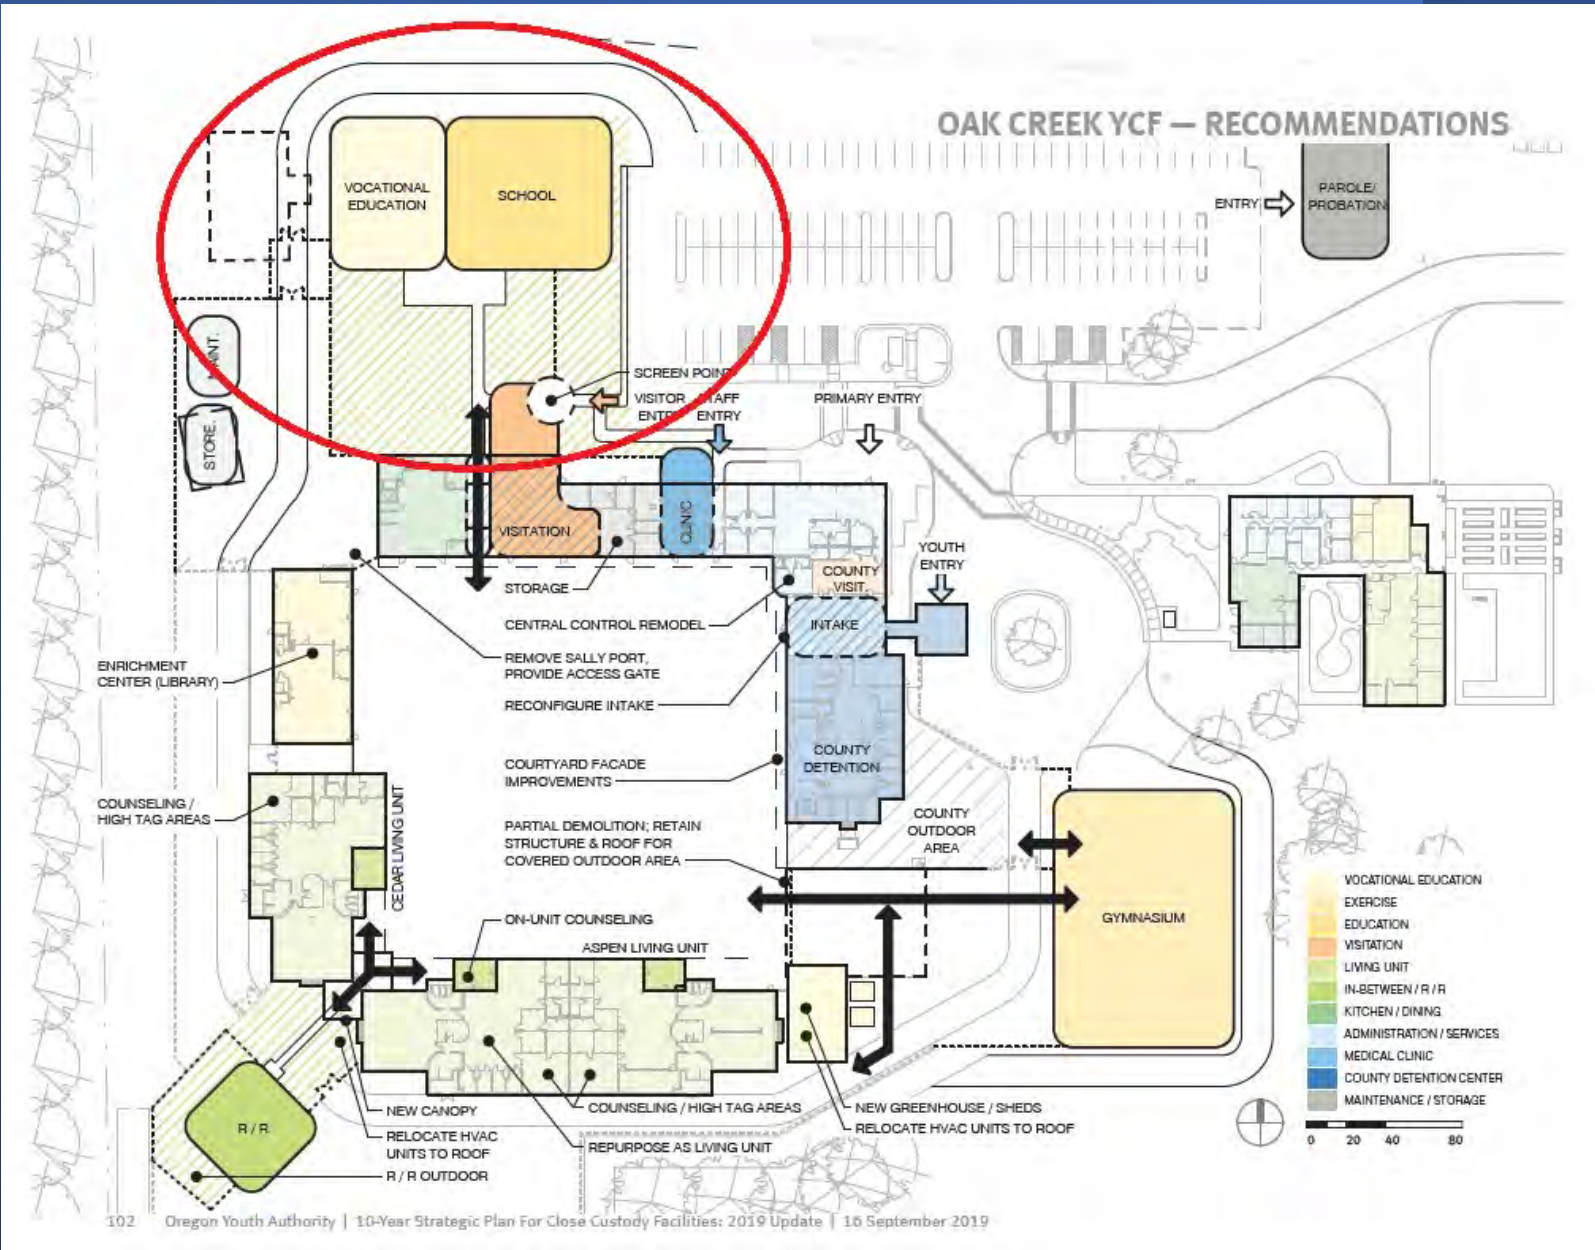 OAK CREEK YCF — RECOMMENDATIONS
VOCATIONAL
EDUCATION
SCHOOL
ENTRY
PAROLE/
PROBATION
MAINT.
STORE.
SCREEN POINT
VISITOR
ENTRY
STAFF
ENTRY
PRIMARY ENTRY
VISITATION
CLINIC
STORAGE
COUNTY
VISIT.
YOUTH
ENTRY
CENTRAL CONTROL REMODEL
INTAKE
REMOVE SALLY PORT,
PROVIDE ACCESS GATE
RECONFIGURE INTAKE
ENRICHMENT
CENTER (LIBRARY)
COURTYARD FACADE
IMPROVEMENTS
COUNTY
DETENTION
COUNSELING /
HIGH TAG AREAS
CEDAR LIVING UNIT
PARTIAL DEMOLITION; RETAIN
STRUCTURE & ROOF FOR
COVERED OUTDOOR AREA
COUNTY
OUTDOOR
AREA
ON-UNIT COUNSELING
ASPEN LIVING UNIT
GYMNASIUM
VOCATIONAL EDUCATION
EXERCISE
EDUCATION
VISITATION
LIVING UNIT
IN-BETWEEN / R / R
KITCHEN / DINING
ADMINISTRATION / SERVICES
MEDICAL CLINIC
COUNTY DETENTION CENTER
MAINTENANCE / STORAGE
0 20 40 80
R / R
NEW CANOPY
RELOCATE HVAC
UNITS TO ROOF
R / R OUTDOOR
COUNSELING / HIGH TAG AREAS
REPURPOSE AS LIVING UNIT
NEW GREENHOUSE / SHEDS
RELOCATE HVAC UNITS TO ROOF
102 Oregon Youth Authority | 10-Year Strategic Plan For Close Custody Facilities: 2019 Update | 16 September 2019